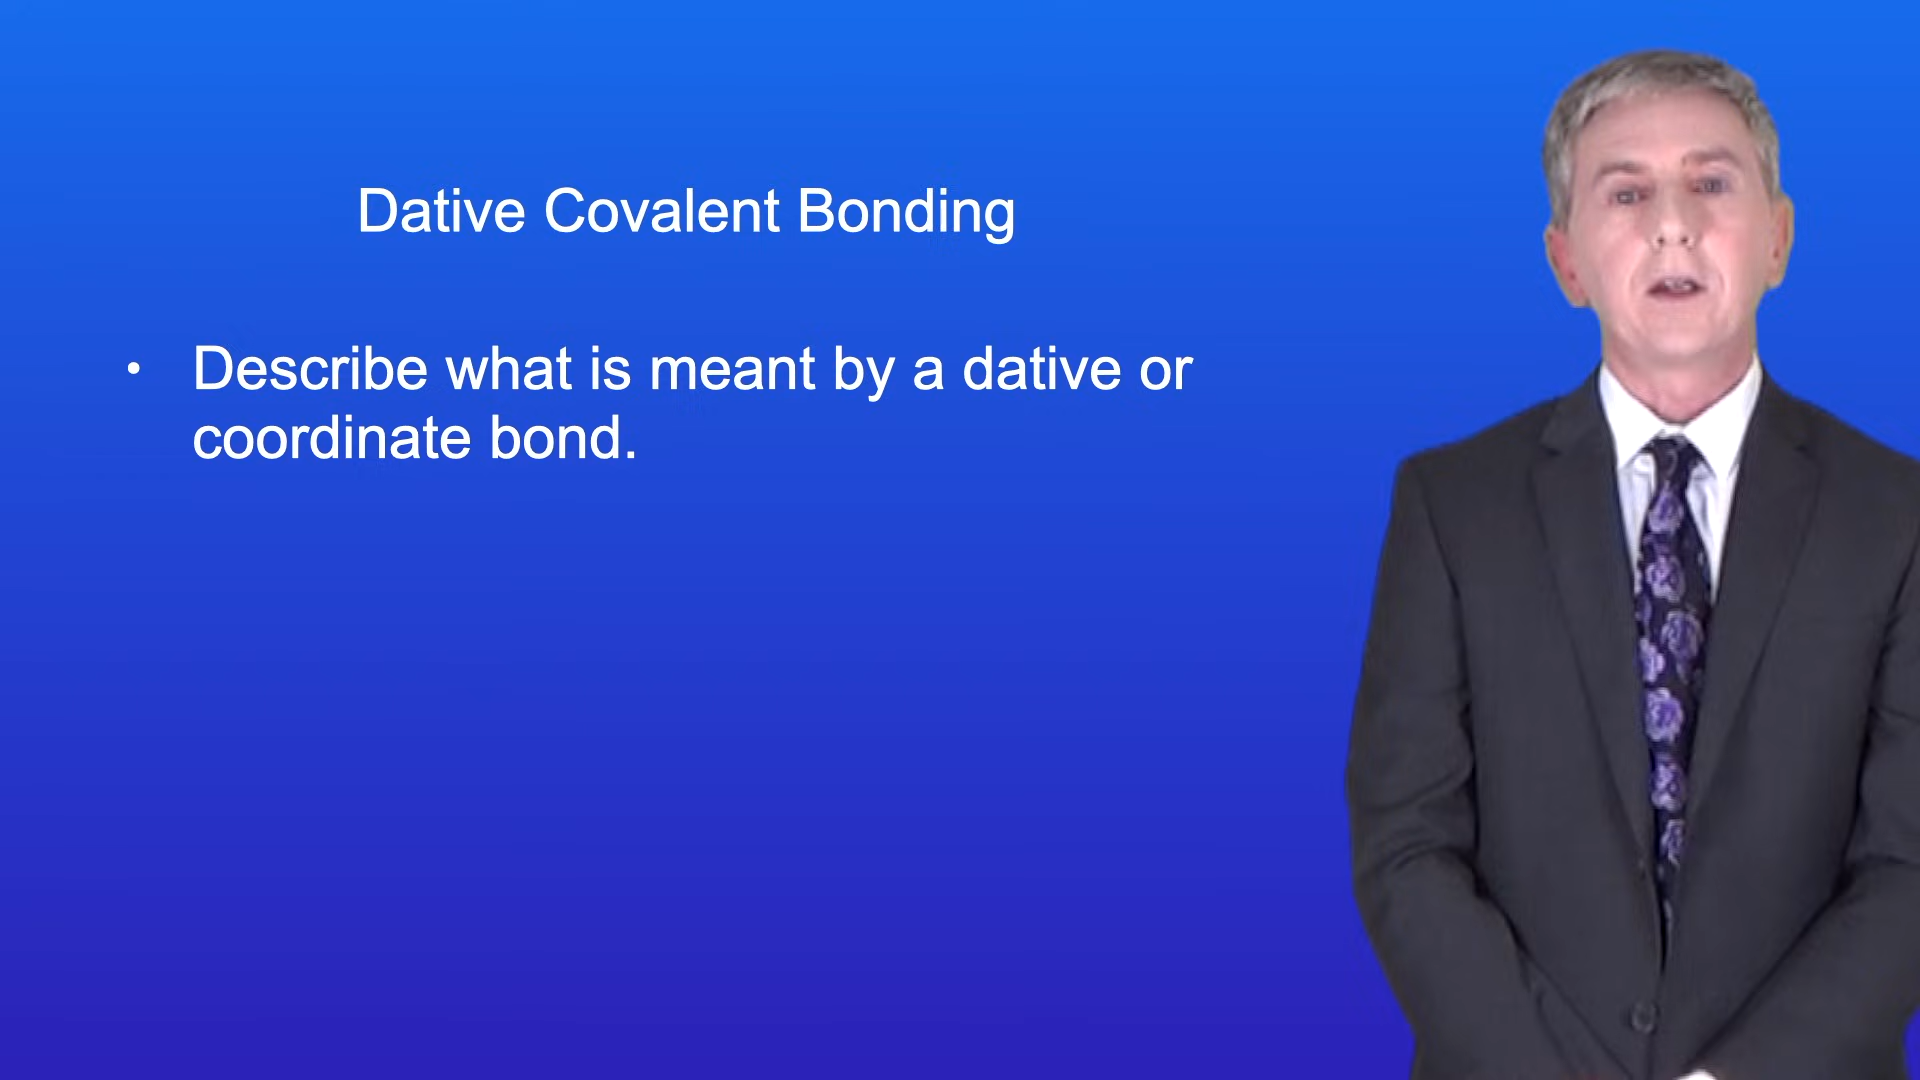 Dative Covalent Bonding
• Describe what is meant by a dative or
coordinate bond.